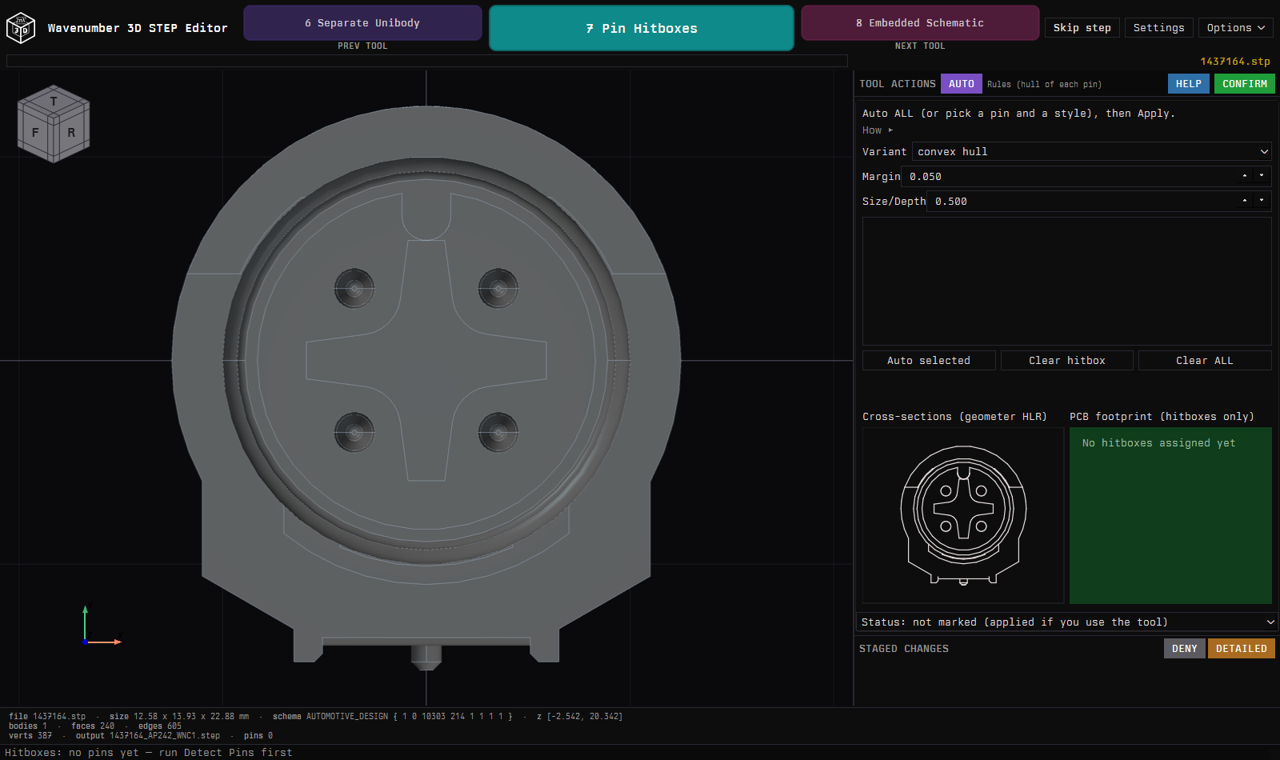 Wavenumber 3D STEP Editor
6 Separate Unibody
PREV TOOL
7 Pin Hitboxes
8 Embedded Schematic
NEXT TOOL
Skip step
Settings
Options
1437164.stp
TOOL ACTIONS
AUTO
Rules (hull of each pin)
HELP
CONFIRM
Auto ALL (or pick a pin and a style), then Apply.
How ▸
Variant
convex hull
Margin
0.050
Size/Depth
0.500
Auto selected
Clear hitbox
Clear ALL
Cross-sections (geometer HLR)
PCB footprint (hitboxes only)
No hitboxes assigned yet
Status: not marked (applied if you use the tool)
STAGED CHANGES
DENY
DETAILED
T
F
R
file 1437164.stp · size 12.58 x 13.93 x 22.88 mm · schema AUTOMOTIVE_DESIGN { 1 0 10303 214 1 1 1 1 } · z [-2.542, 20.342]
bodies 1 · faces 240 · edges 605
verts 387 · output 1437164_AP242_WNC1.step · pins 0
Hitboxes: no pins yet — run Detect Pins first